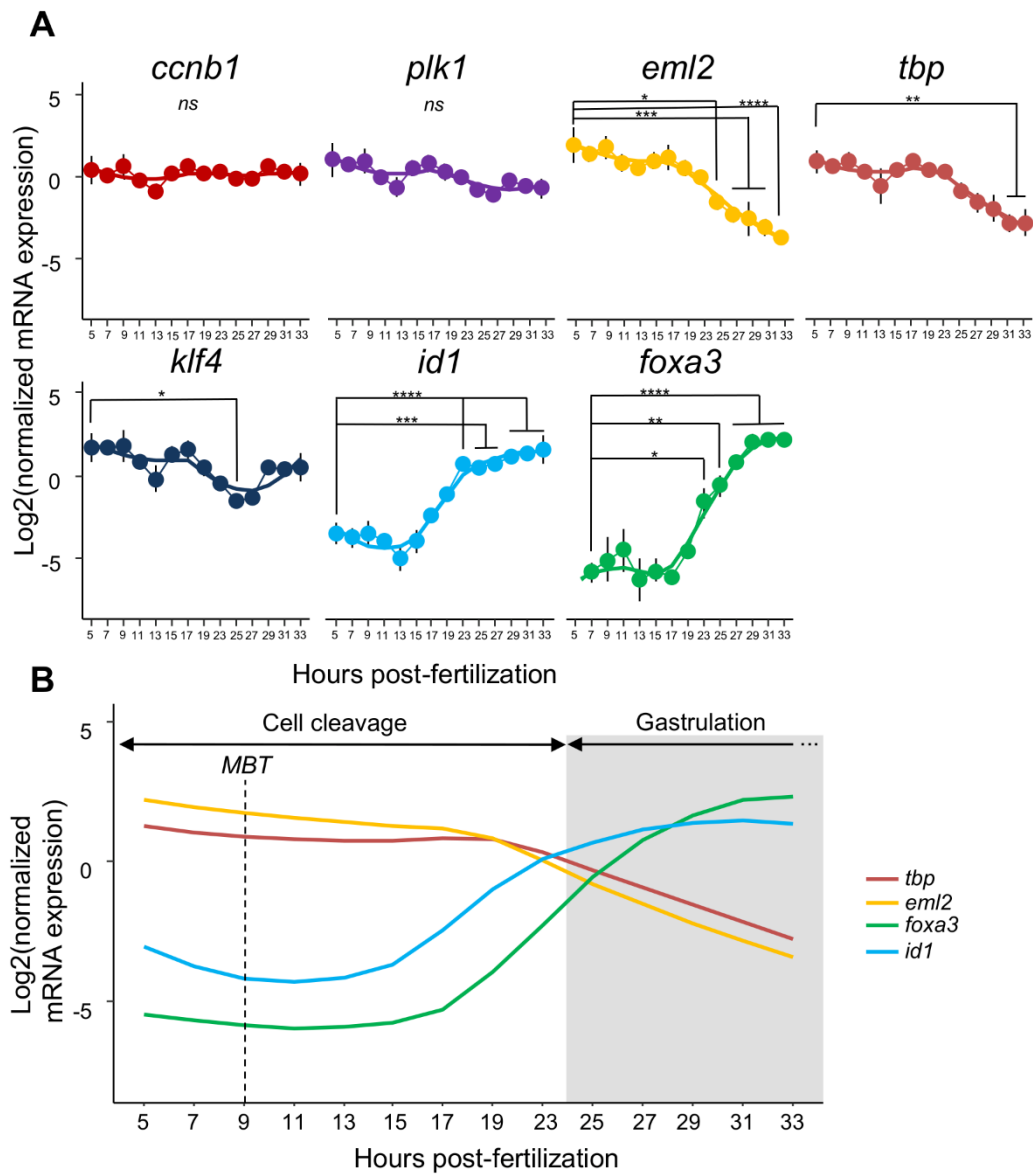 A
ccnb1
plk1
eml2
tbp
5
0
-5
ns
ns
*
****
***
**
5 7 9 11 13 15 17 19 23 25 27 29 31 33
5 7 9 11 13 15 17 19 23 25 27 29 31 33
5 7 9 11 13 15 17 19 23 25 27 29 31 33
5 7 9 11 13 15 17 19 23 25 27 29 31 33
Log2(normalized mRNA expression)
klf4
id1
foxa3
5
0
-5
*
****
***
****
**
*
5 7 9 11 13 15 17 19 23 25 27 29 31 33
5 7 9 11 13 15 17 19 23 25 27 29 31 33
5 7 9 11 13 15 17 19 23 25 27 29 31 33
Hours post-fertilization
B
5
0
-5
Cell cleavage
Gastrulation
...
MBT
Log2(normalized
mRNA expression)
tbp
eml2
foxa3
id1
5 7 9 11 13 15 17 19 23 25 27 29 31 33
Hours post-fertilization